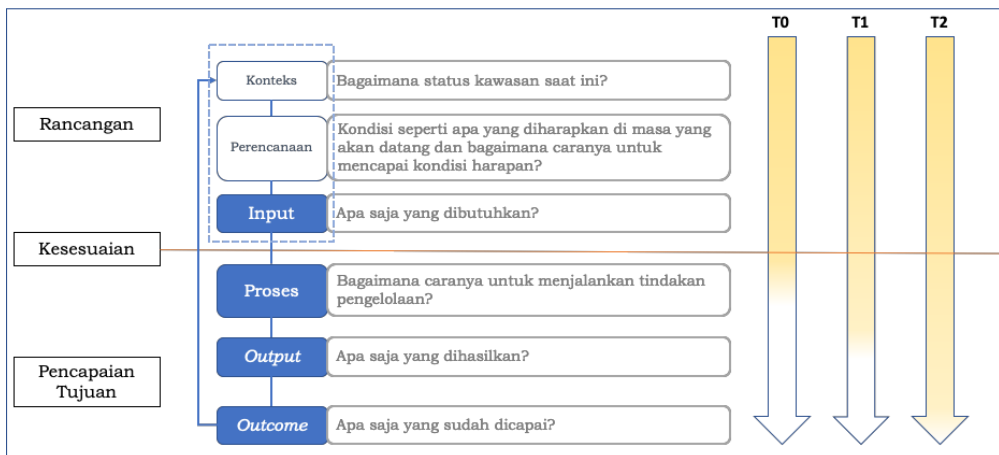 T0 T1 T2
Konteks
Bagaimana status kawasan saat ini?
Rancangan
Perencanaan
Kondisi seperti apa yang diharapkan di masa yang
akan datang dan bagaimana caranya untuk
mencapai kondisi harapan?
Input
Apa saja yang dibutuhkan?
Kesesuaian
Proses
Bagaimana caranya untuk menjalankan tindakan
pengelolaan?
Output
Apa saja yang dihasilkan?
Pencapaian
Tujuan
Outcome
Apa saja yang sudah dicapai?